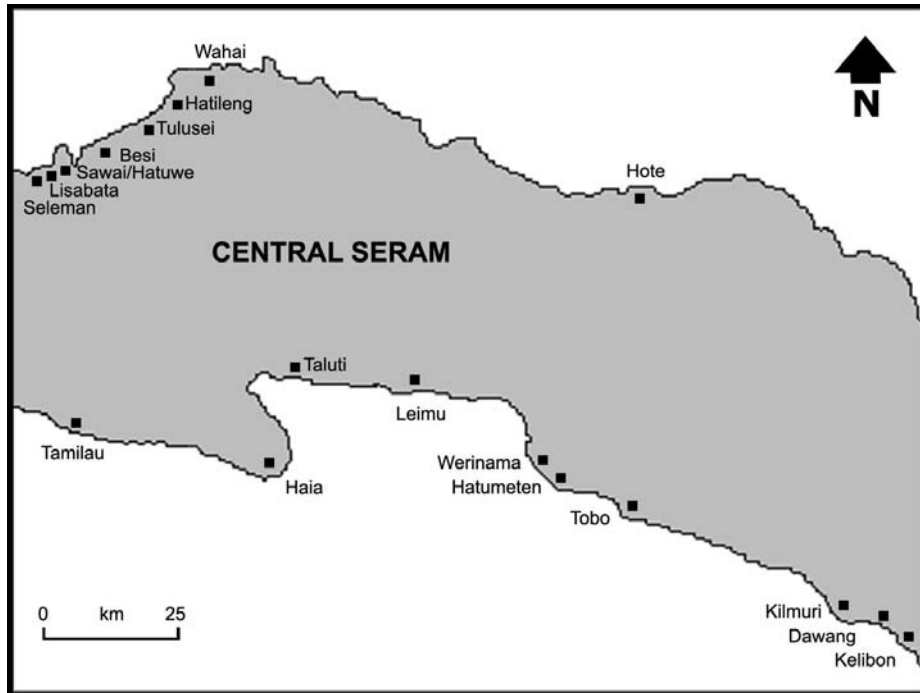 Wahai
Hatileng
Tulusei
Besi
Sawai/Hatuwe
Lisabata
Seleman
N
Hote
CENTRAL SERAM
Taluti
Leimu
Tamilau
Haia
Werinama
Hatumeten
Tobo
0 km 25
Kilmuri
Dawang
Kelibon